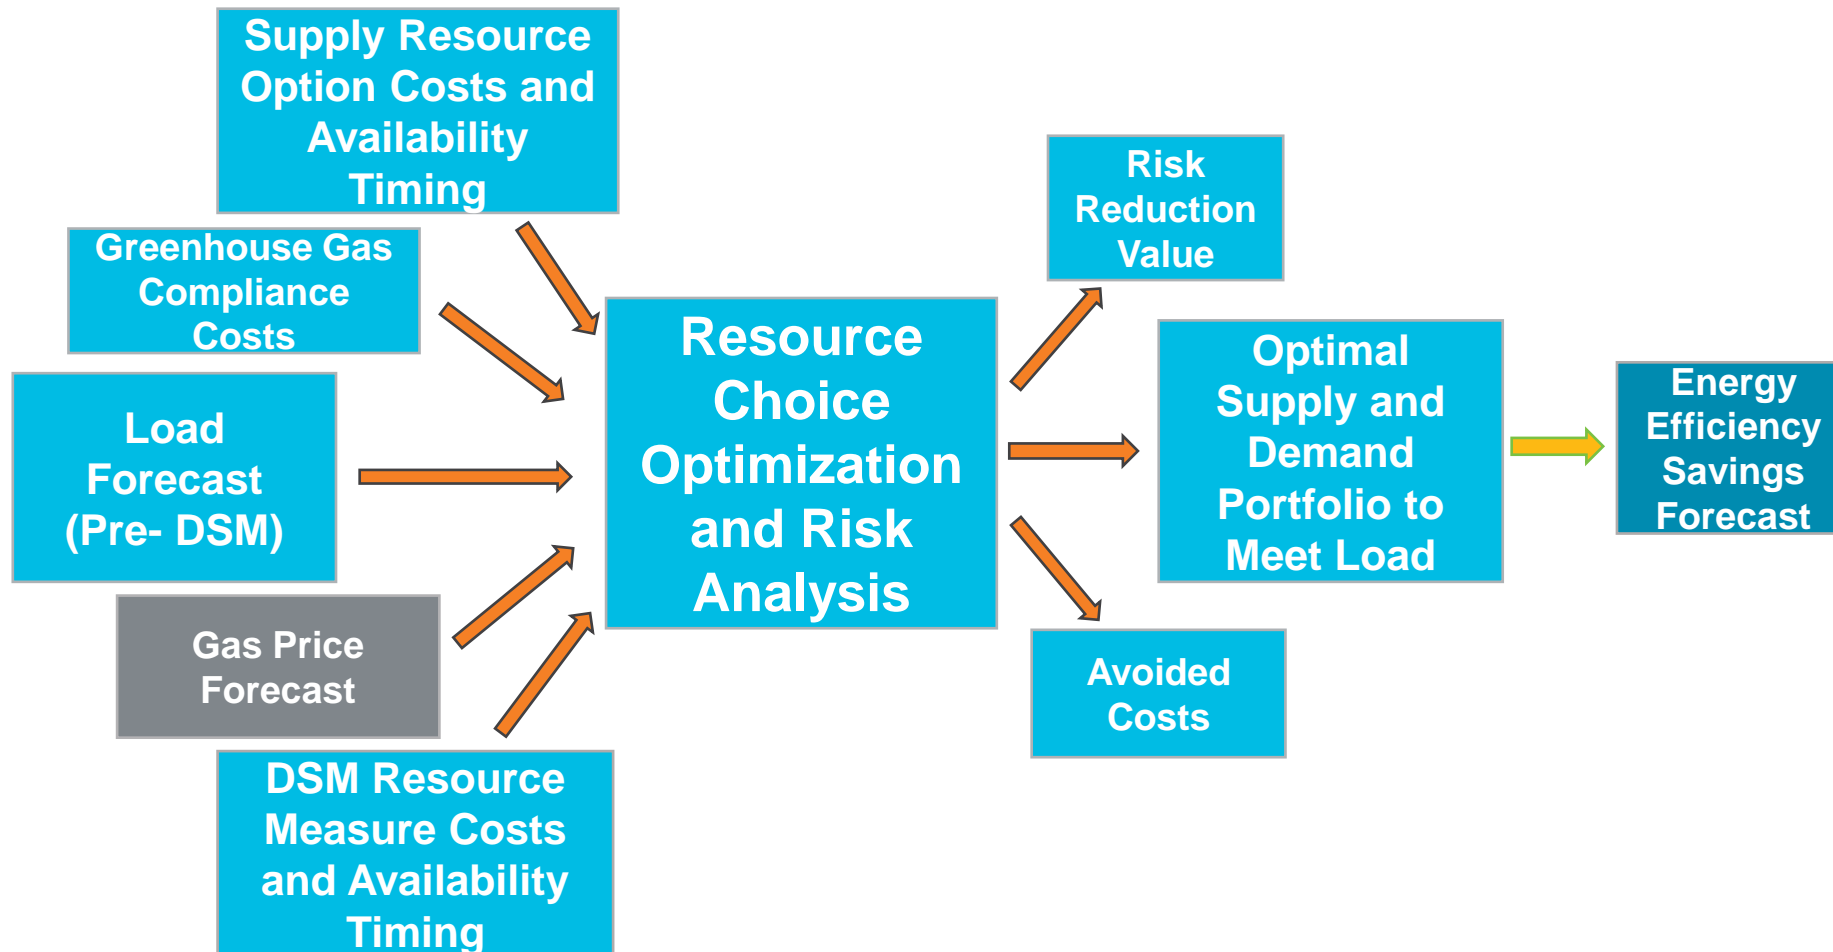 Supply Resource
Option Costs and
Availability
Timing
Greenhouse Gas
Compliance
Costs
Load
Forecast
(Pre- DSM)
Gas Price
Forecast
DSM Resource
Measure Costs
and Availability
Timing
Resource
Choice
Optimization
and Risk
Analysis
Risk
Reduction
Value
Optimal
Supply and
Demand
Portfolio to
Meet Load
Avoided
Costs
Energy
Efficiency
Savings
Forecast